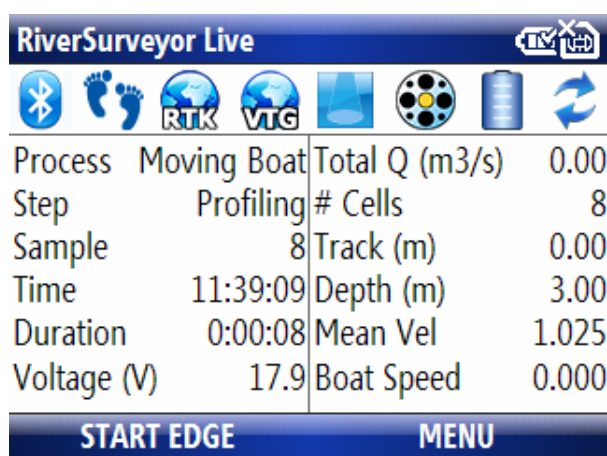 RiverSurveyor Live
RTK VTG
Process Moving Boat Total Q (m3/s) 0.00
Step Profiling # Cells 8
Sample 8 Track (m) 0.00
Time 11:39:09 Depth (m) 3.00
Duration 0:00:08 Mean Vel 1.025
Voltage (V) 17.9 Boat Speed 0.000
START EDGE MENU